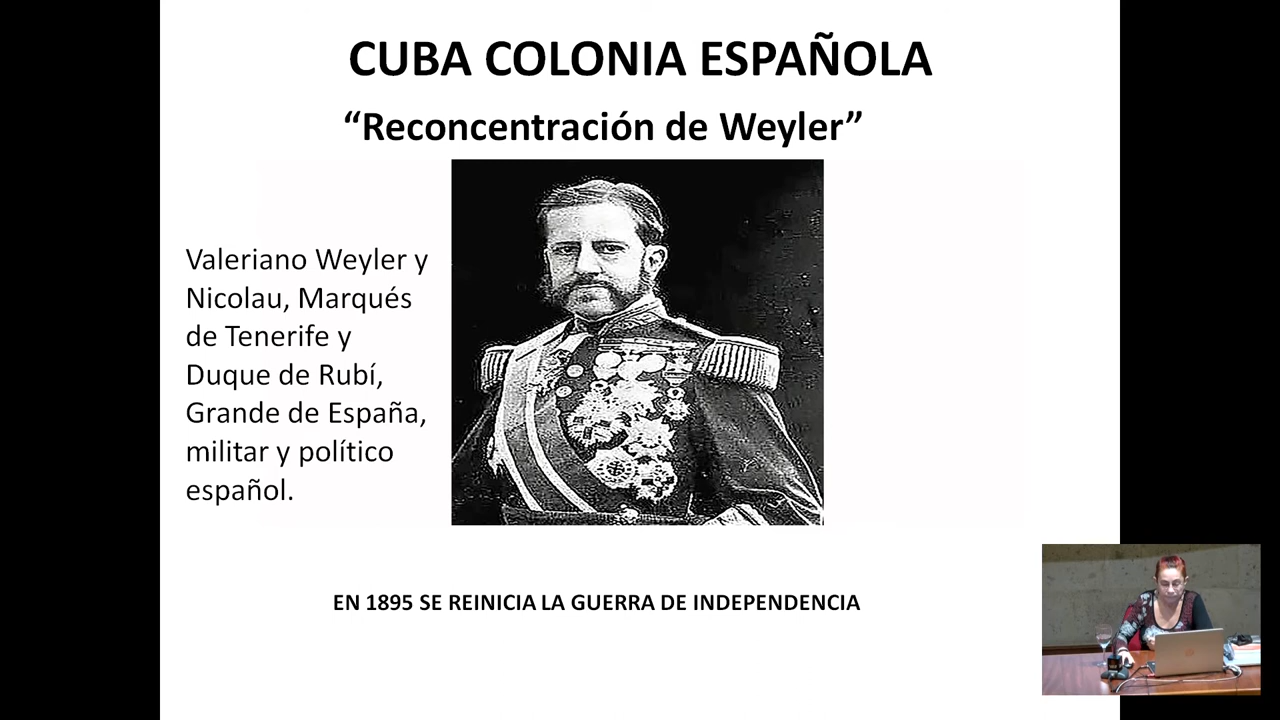 CUBA COLONIA ESPAÑOLA
“Reconcentración de Weyler”
Valeriano Weyler y
Nicolau, Marqués
de Tenerife y
Duque de Rubí,
Grande de España,
militar y político
español.
EN 1895 SE REINICIA LA GUERRA DE INDEPENDENCIA